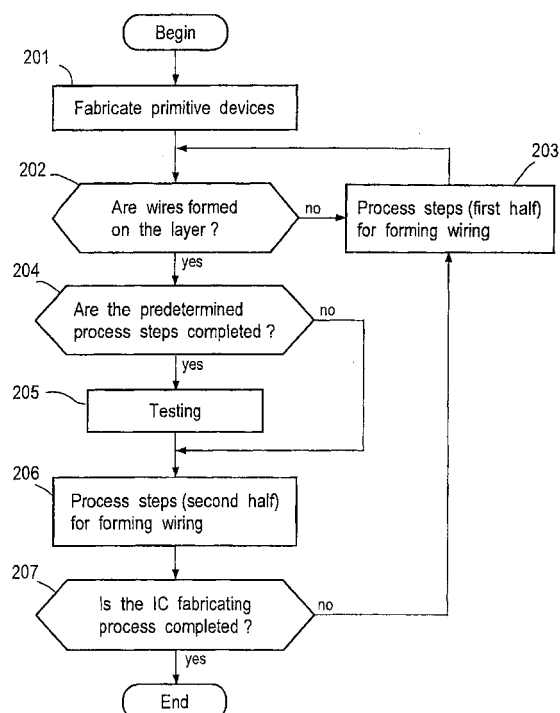 Begin
201
Fabricate primitive devices
202
Are wires formed
on the layer ?
no
yes
203
Process steps (first half)
for forming wiring
204
Are the predetermined
process steps completed ?
no
yes
205
Testing
206
Process steps (second half)
for forming wiring
207
Is the IC fabricating
process completed ?
no
yes
End